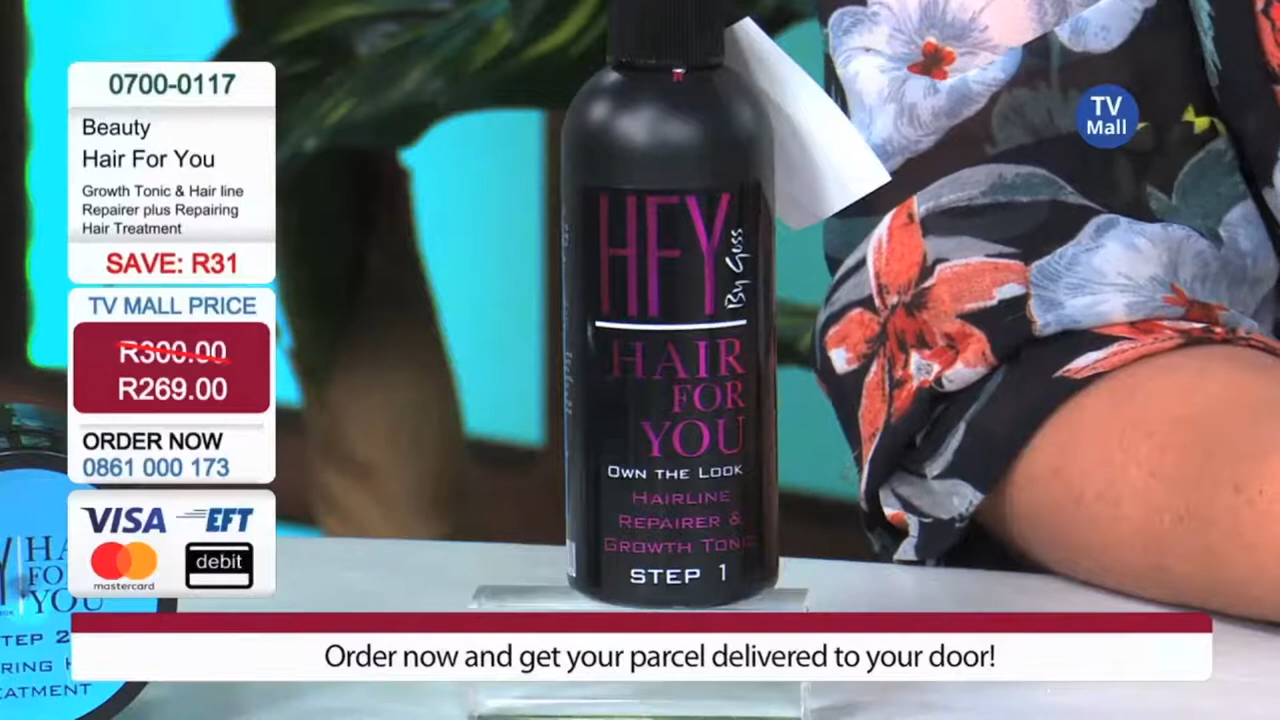 0700-0117
Beauty
Hair For You
Growth Tonic & Hair line
Repairer plus Repairing
Hair Treatment
SAVE: R31
TV MALL PRICE
R300.00
R269.00
ORDER NOW
0861 000 173
VISA EFT
mastercard debit
TV
Mall
HFY
By Guss
HAIR
FOR
YOU
OWN THE LOOK
HAIRLINE
REPAIRER &
GROWTH TONIC
STEP 1
YOU
TEP 2
RING
EATMENT
Order now and get your parcel delivered to your door!